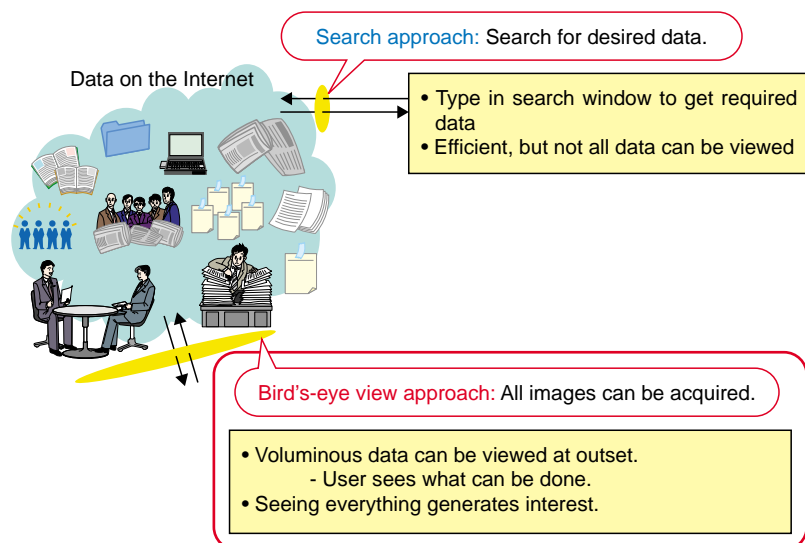 Search approach: Search for desired data.
Data on the Internet
• Type in search window to get required
data
• Efficient, but not all data can be viewed
Bird's-eye view approach: All images can be acquired.
• Voluminous data can be viewed at outset.
- User sees what can be done.
• Seeing everything generates interest.